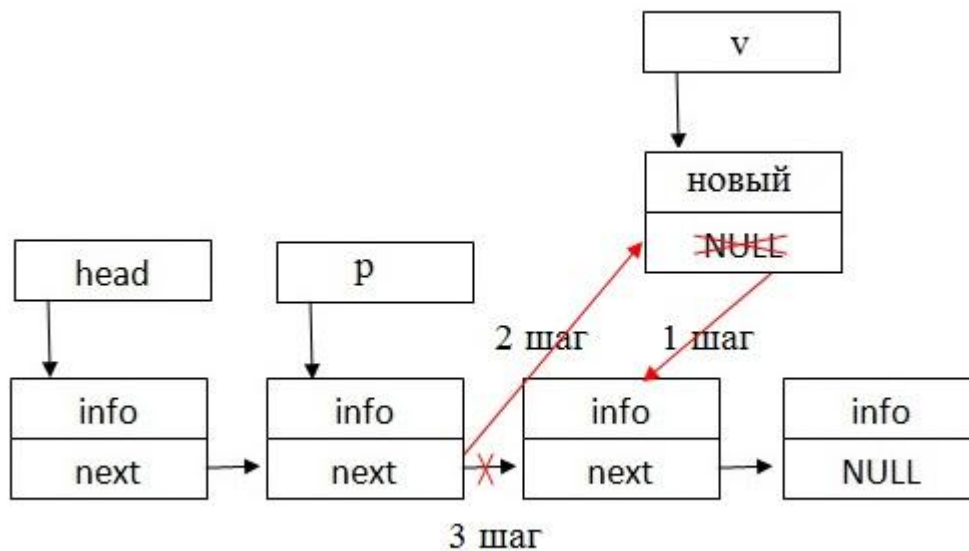 v
новый
NULL
head
p
2 шаг
1 шаг
info
info
info
info
next
next
next
NULL
3 шаг